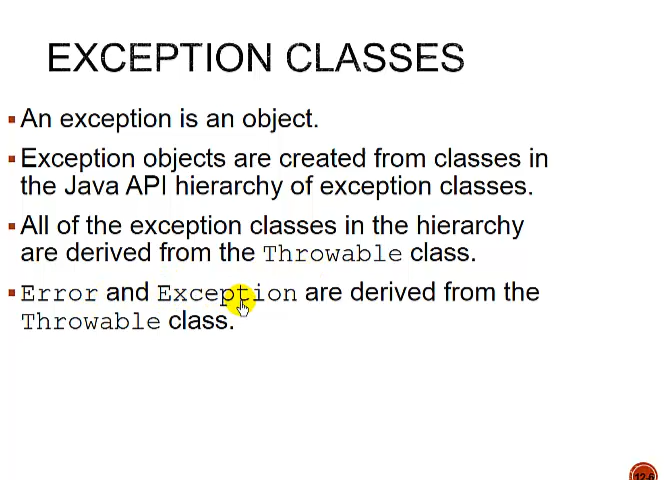 EXCEPTION CLASSES
▪An exception is an object.
▪Exception objects are created from classes in
the Java API hierarchy of exception classes.
▪All of the exception classes in the hierarchy
are derived from the Throwable class.
▪Error and Exception are derived from the
Throwable class.
12-6